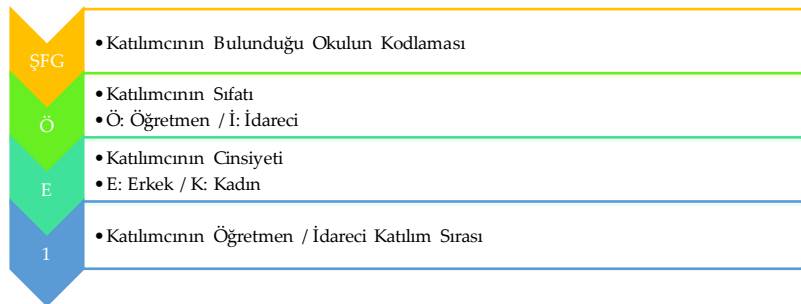 ŞFG
•Katılımcının Bulunduğu Okulun Kodlaması
Ö
•Katılımcının Sıfatı
•Ö: Öğretmen / İ: İdareci
E
•Katılımcının Cinsiyeti
•E: Erkek / K: Kadın
1
•Katılımcının Öğretmen / İdareci Katılım Sırası